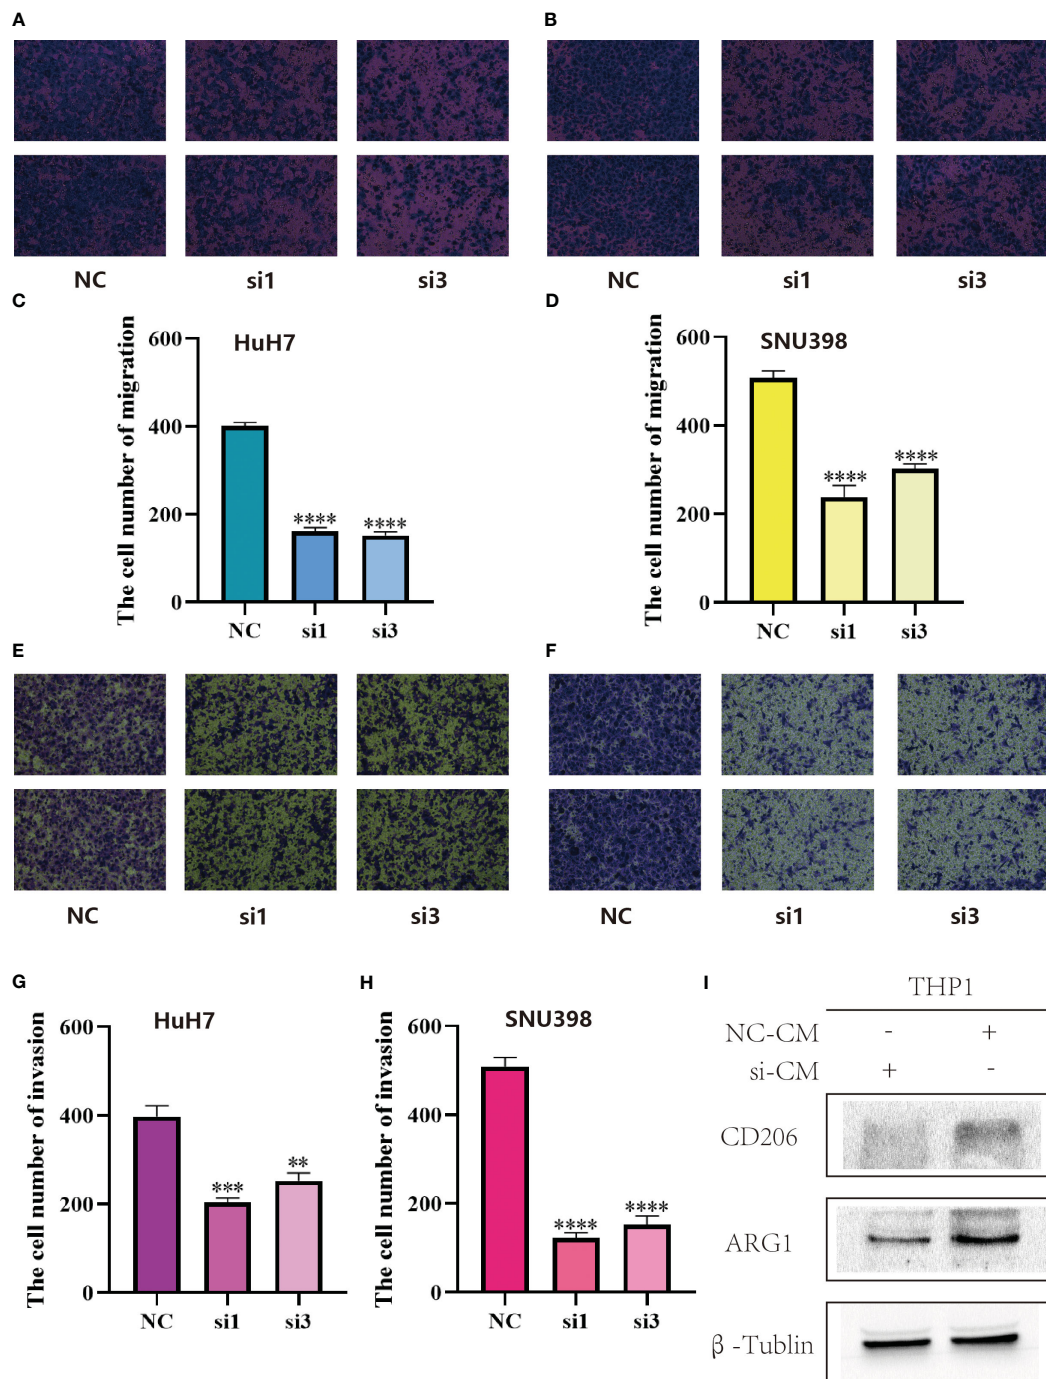 A
B
NC si1 si3
NC si1 si3
C
D
The cell number of migration
600
400
200
0
HuH7
**** ****
NC si1 si3
The cell number of migration
600
400
200
0
SNU398
**** ****
NC si1 si3
E
F
NC si1 si3
NC si1 si3
G
H
I
The cell number of invasion
600
400
200
0
HuH7
*** **
NC si1 si3
The cell number of invasion
600
400
200
0
SNU398
**** ****
NC si1 si3
THP1
NC-CM - +
si-CM + -
CD206
ARG1
β -Tublin